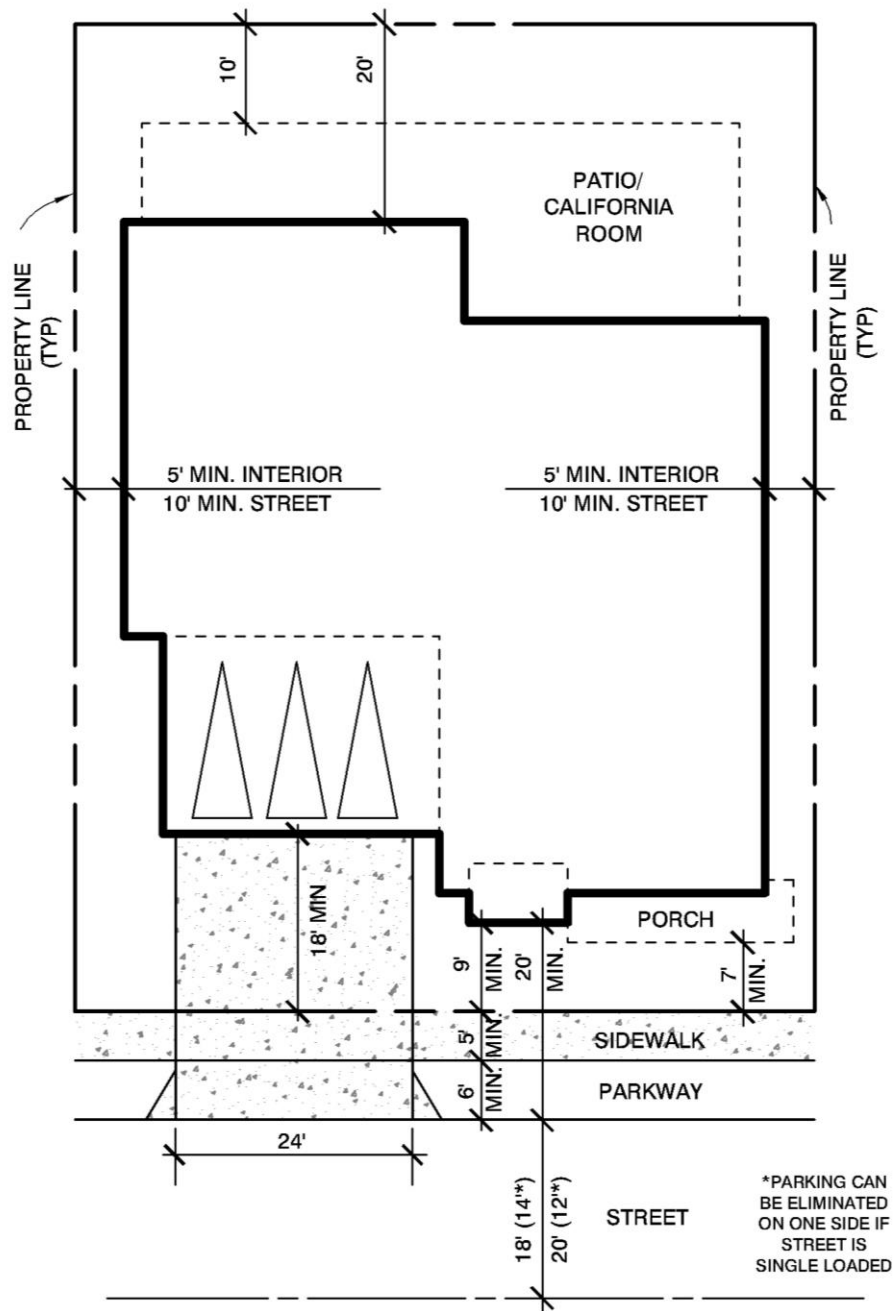 10'
20'
PATIO/
CALIFORNIA
ROOM
PROPERTY LINE
(TYP)
PROPERTY LINE
(TYP)
5' MIN. INTERIOR
10' MIN. STREET
5' MIN. INTERIOR
10' MIN. STREET
18' MIN
9'
MIN.
20'
MIN.
PORCH
7'
MIN.
5'
MIN.
SIDEWALK
6'
MIN.
PARKWAY
24'
18' (14'*)
20' (12'*)
STREET
*PARKING CAN
BE ELIMINATED
ON ONE SIDE IF
STREET IS
SINGLE LOADED